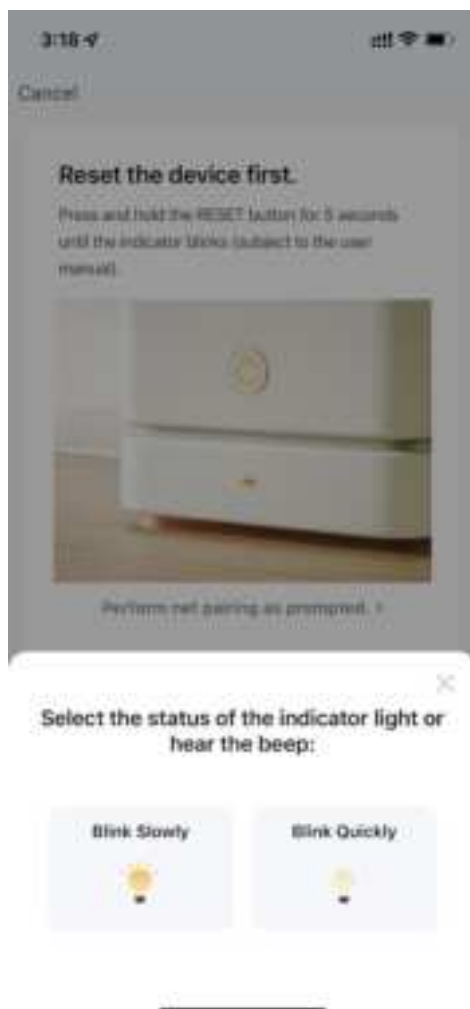 3:18
Cancel
Reset the device first.
Press and hold the RESET button for 5 seconds
until the indicator blinks (subject to the user
manual).
Perform net pairing as prompted. >
Select the status of the indicator light or
hear the beep:
Blink Slowly
Blink Quickly